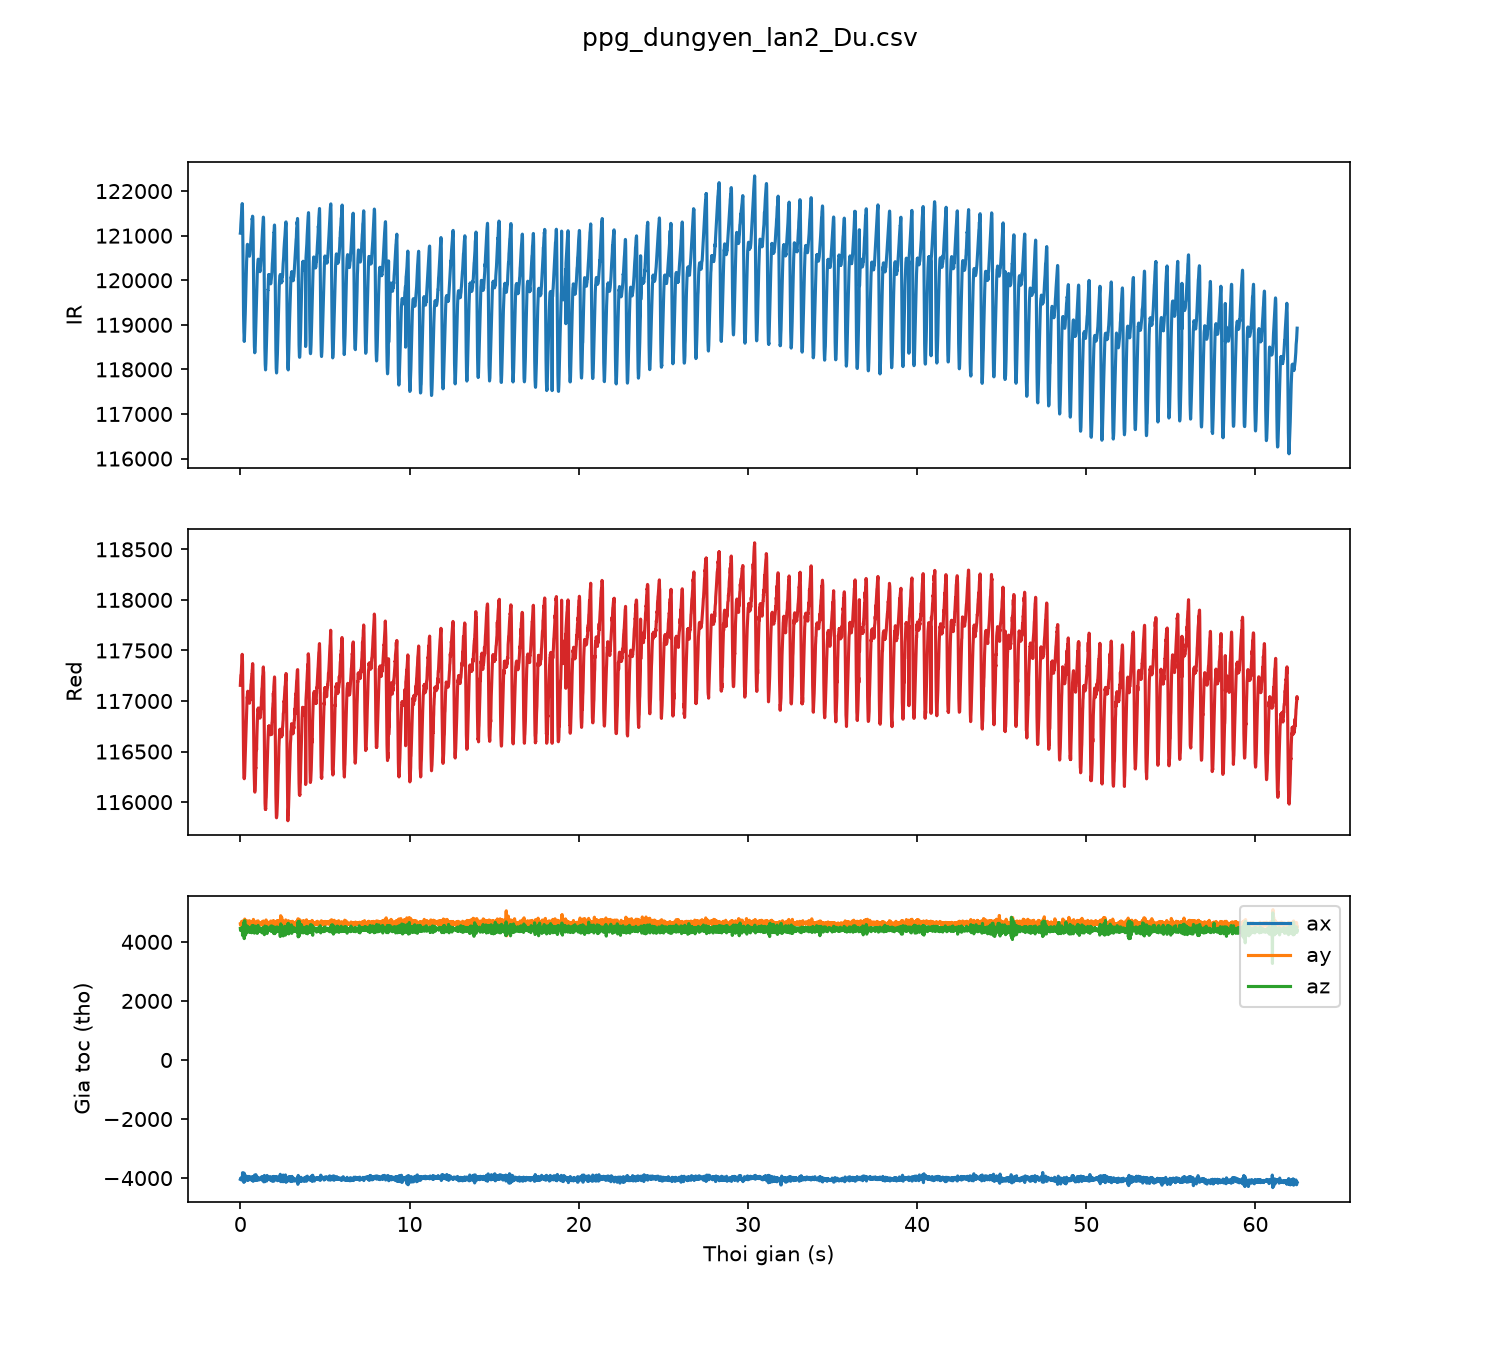 ppg_dungyen_lan2_Du.csv
122000
121000
120000
119000
118000
117000
116000
IR
118500
118000
117500
117000
116500
116000
Red
4000
2000
0
−2000
−4000
Gia toc (tho)
ax
ay
az
0 10 20 30 40 50 60
Thoi gian (s)